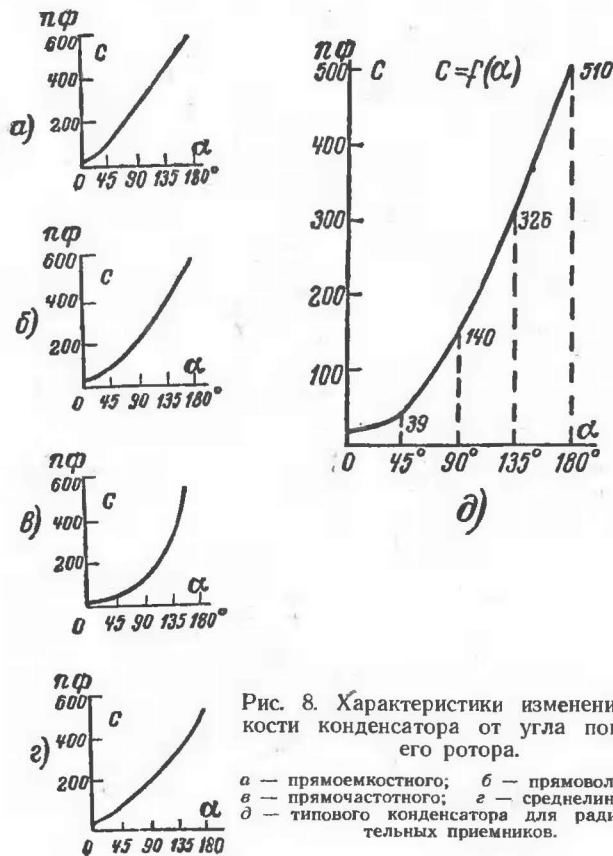 пф
600
C
400
200
α
0 45 90 135 180°
а)
пф
600
C
400
200
α
0 45 90 135 180°
б)
пф
600
C
400
200
α
0 45 90 135 180°
в)
пф
600
C
400
200
α
0 45 90 135 180°
г)
пф
C C=f(α)
500
510
400
300
326
200
140
100
39
α
0 45° 90° 135° 180°
д)
Рис. 8. Характеристики изменени
кости конденсатора от угла пов
его ротора.
а — прямоемкостного; б — прямовол
в — прямочастотного; г — среднелин
д — типового конденсатора для ради
тельных приемников.